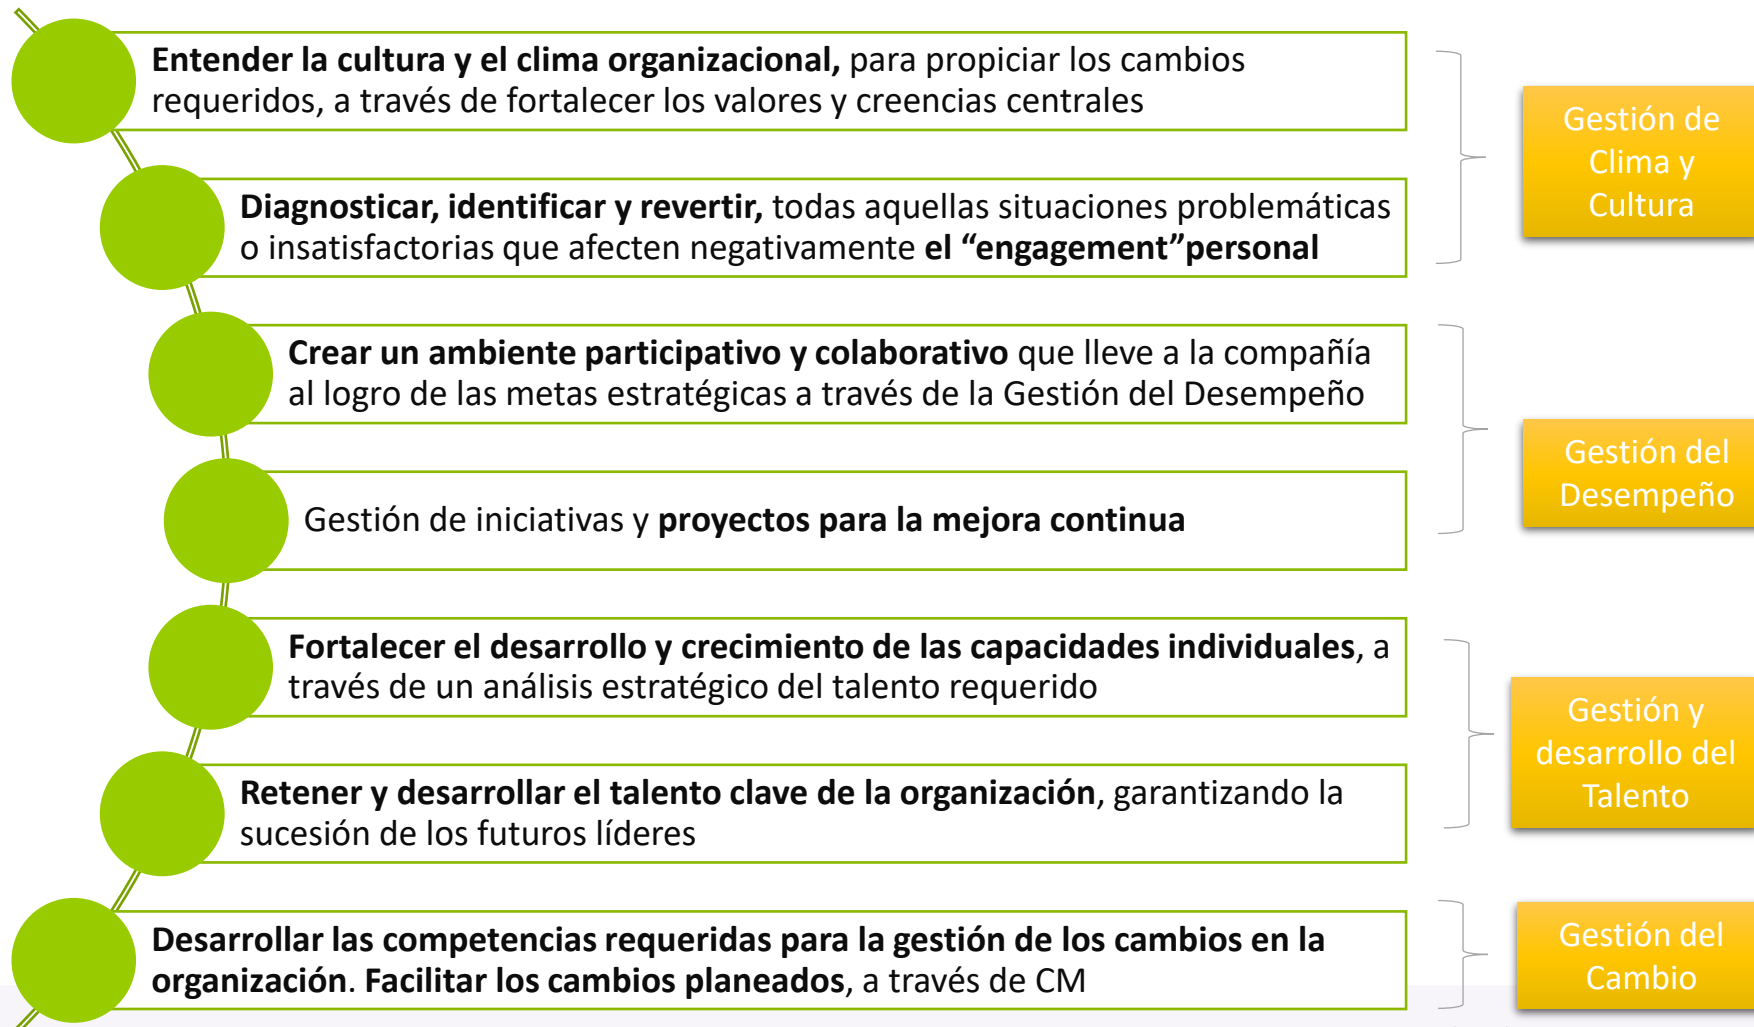 Entender la cultura y el clima organizacional, para propiciar los cambios
requeridos, a través de fortalecer los valores y creencias centrales
Diagnosticar, identificar y revertir, todas aquellas situaciones problemáticas
o insatisfactorias que afecten negativamente el “engagement”personal
Gestión de
Clima y
Cultura
Crear un ambiente participativo y colaborativo que lleve a la compañía
al logro de las metas estratégicas a través de la Gestión del Desempeño
Gestión de iniciativas y proyectos para la mejora continua
Gestión del
Desempeño
Fortalecer el desarrollo y crecimiento de las capacidades individuales, a
través de un análisis estratégico del talento requerido
Retener y desarrollar el talento clave de la organización, garantizando la
sucesión de los futuros líderes
Gestión y
desarrollo del
Talento
Desarrollar las competencias requeridas para la gestión de los cambios en la
organización. Facilitar los cambios planeados, a través de CM
Gestión del
Cambio